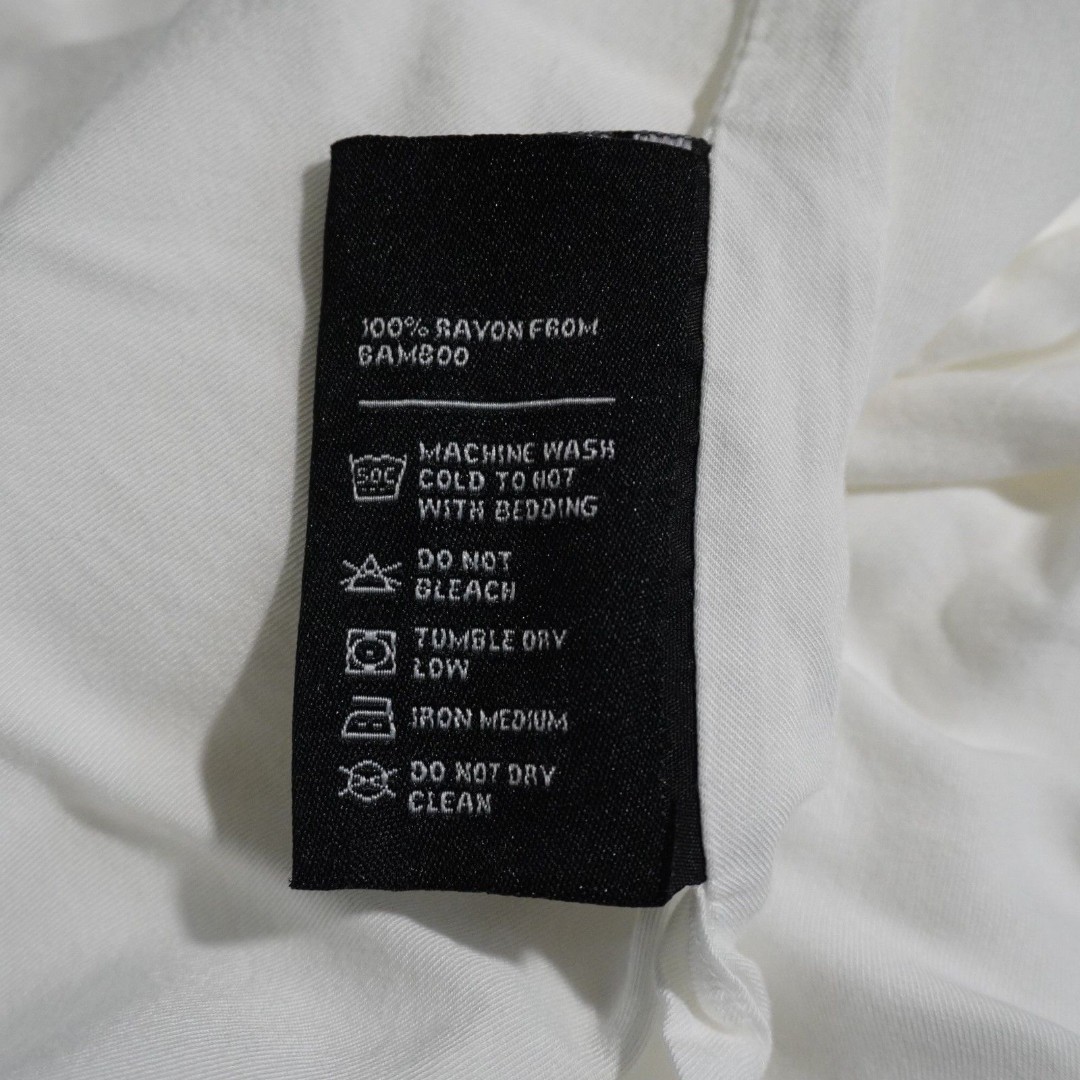 100% RAYON FROM
BAMBOO
MACHINE WASH
50C COLD TO HOT
WITH BEDDING
DO NOT
BLEACH
TUMBLE DRY
LOW
IRON MEDIUM
DO NOT DRY
CLEAN